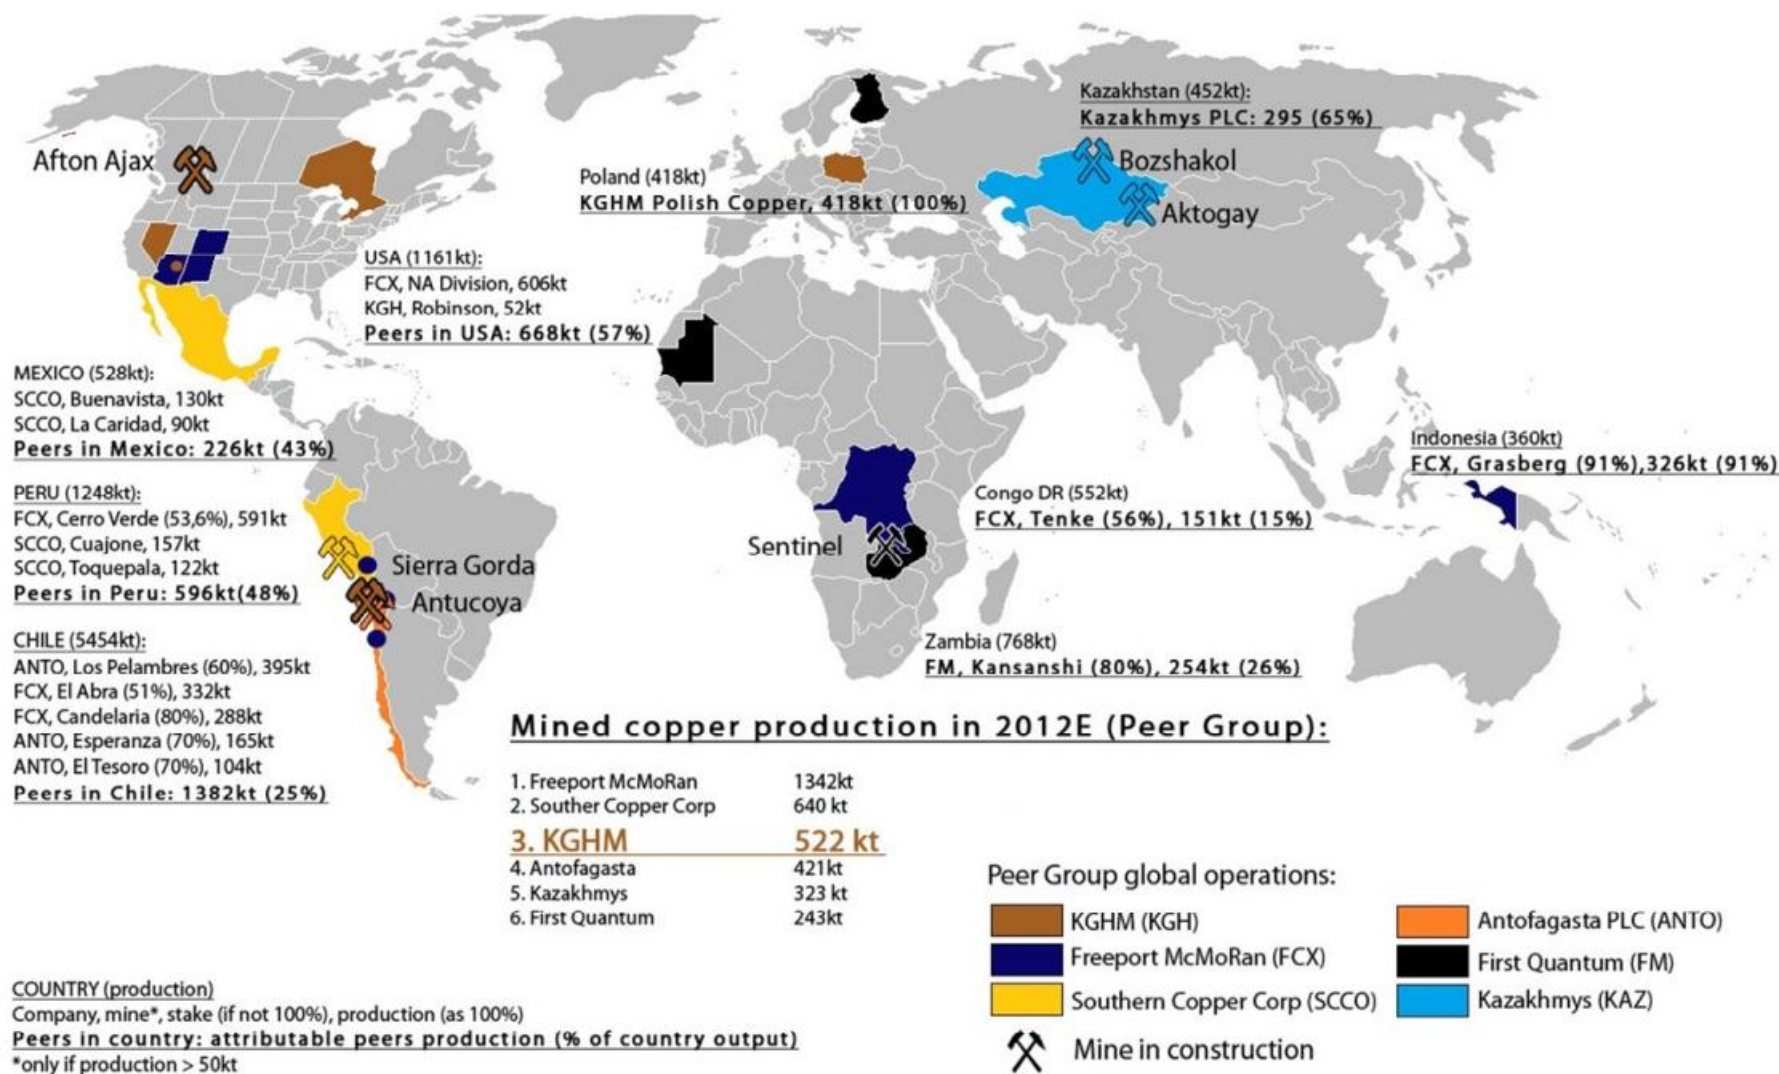 Afton Ajax
Kazakhstan (452kt):
Kazakhmys PLC: 295 (65%)
Bozshakol
Aktogay
Poland (418kt)
KGHM Polish Copper, 418kt (100%)
USA (1161kt):
FCX, NA Division, 606kt
KGH, Robinson, 52kt
Peers in USA: 668kt (57%)
MEXICO (528kt):
SCCO, Buenavista, 130kt
SCCO, La Caridad, 90kt
Peers in Mexico: 226kt (43%)
PERU (1248kt):
FCX, Cerro Verde (53,6%), 591kt
SCCO, Cuajone, 157kt
SCCO, Toquepala, 122kt
Peers in Peru: 596kt(48%)
Sierra Gorda
Antucoya
CHILE (5454kt):
ANTO, Los Pelambres (60%), 395kt
FCX, El Abra (51%), 332kt
FCX, Candelaria (80%), 288kt
ANTO, Esperanza (70%), 165kt
ANTO, El Tesoro (70%), 104kt
Peers in Chile: 1382kt (25%)
Indonesia (360kt)
FCX, Grasberg (91%),326kt (91%)
Congo DR (552kt)
FCX, Tenke (56%), 151kt (15%)
Sentinel
Zambia (768kt)
FM, Kansanshi (80%), 254kt (26%)
Mined copper production in 2012E (Peer Group):
1. Freeport McMoRan 1342kt
2. Souther Copper Corp 640 kt
3. KGHM 522 kt
4. Antofagasta 421kt
5. Kazakhmys 323 kt
6. First Quantum 243kt
Peer Group global operations:
KGHM (KGH)
Freeport McMoRan (FCX)
Southern Copper Corp (SCCO)
Mine in construction
Antofagasta PLC (ANTO)
First Quantum (FM)
Kazakhmys (KAZ)
COUNTRY (production)
Company, mine*, stake (if not 100%), production (as 100%)
Peers in country: attributable peers production (% of country output)
*only if production > 50kt